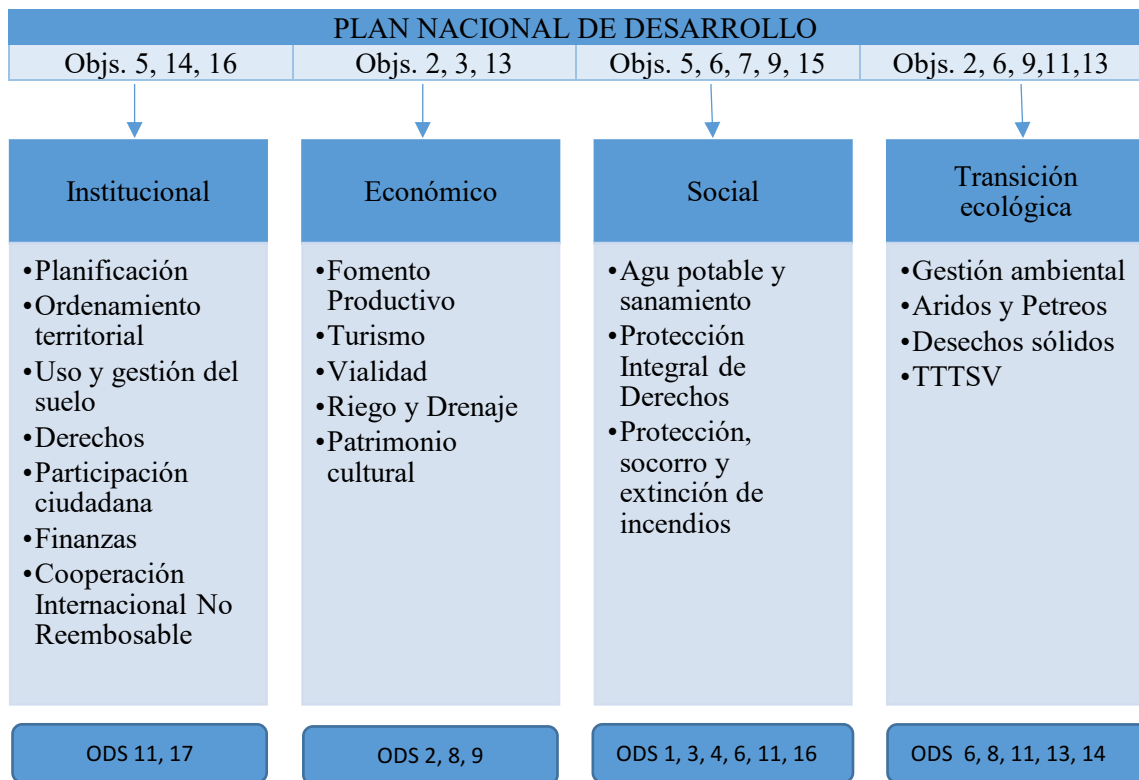 PLAN NACIONAL DE DESARROLLO
Objs. 5, 14, 16
Objs. 2, 3, 13
Objs. 5, 6, 7, 9, 15
Objs. 2, 6, 9,11,13
Institucional
•Planificación
•Ordenamiento
territorial
•Uso y gestión del
suelo
•Derechos
•Participación
ciudadana
•Finanzas
•Cooperación
Internacional No
Reembosable
ODS 11, 17
Económico
•Fomento
Productivo
•Turismo
•Vialidad
•Riego y Drenaje
•Patrimonio
cultural
ODS 2, 8, 9
Social
•Agu potable y
sanamiento
•Protección
Integral de
Derechos
•Protección,
socorro y
extinción de
incendios
ODS 1, 3, 4, 6, 11, 16
Transición
ecológica
•Gestión ambiental
•Aridos y Petreos
•Desechos sólidos
•TTTSV
ODS  6, 8, 11, 13, 14